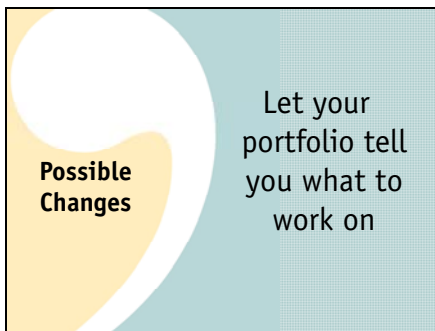 Possible
Changes
Let your
portfolio tell
you what to
work on